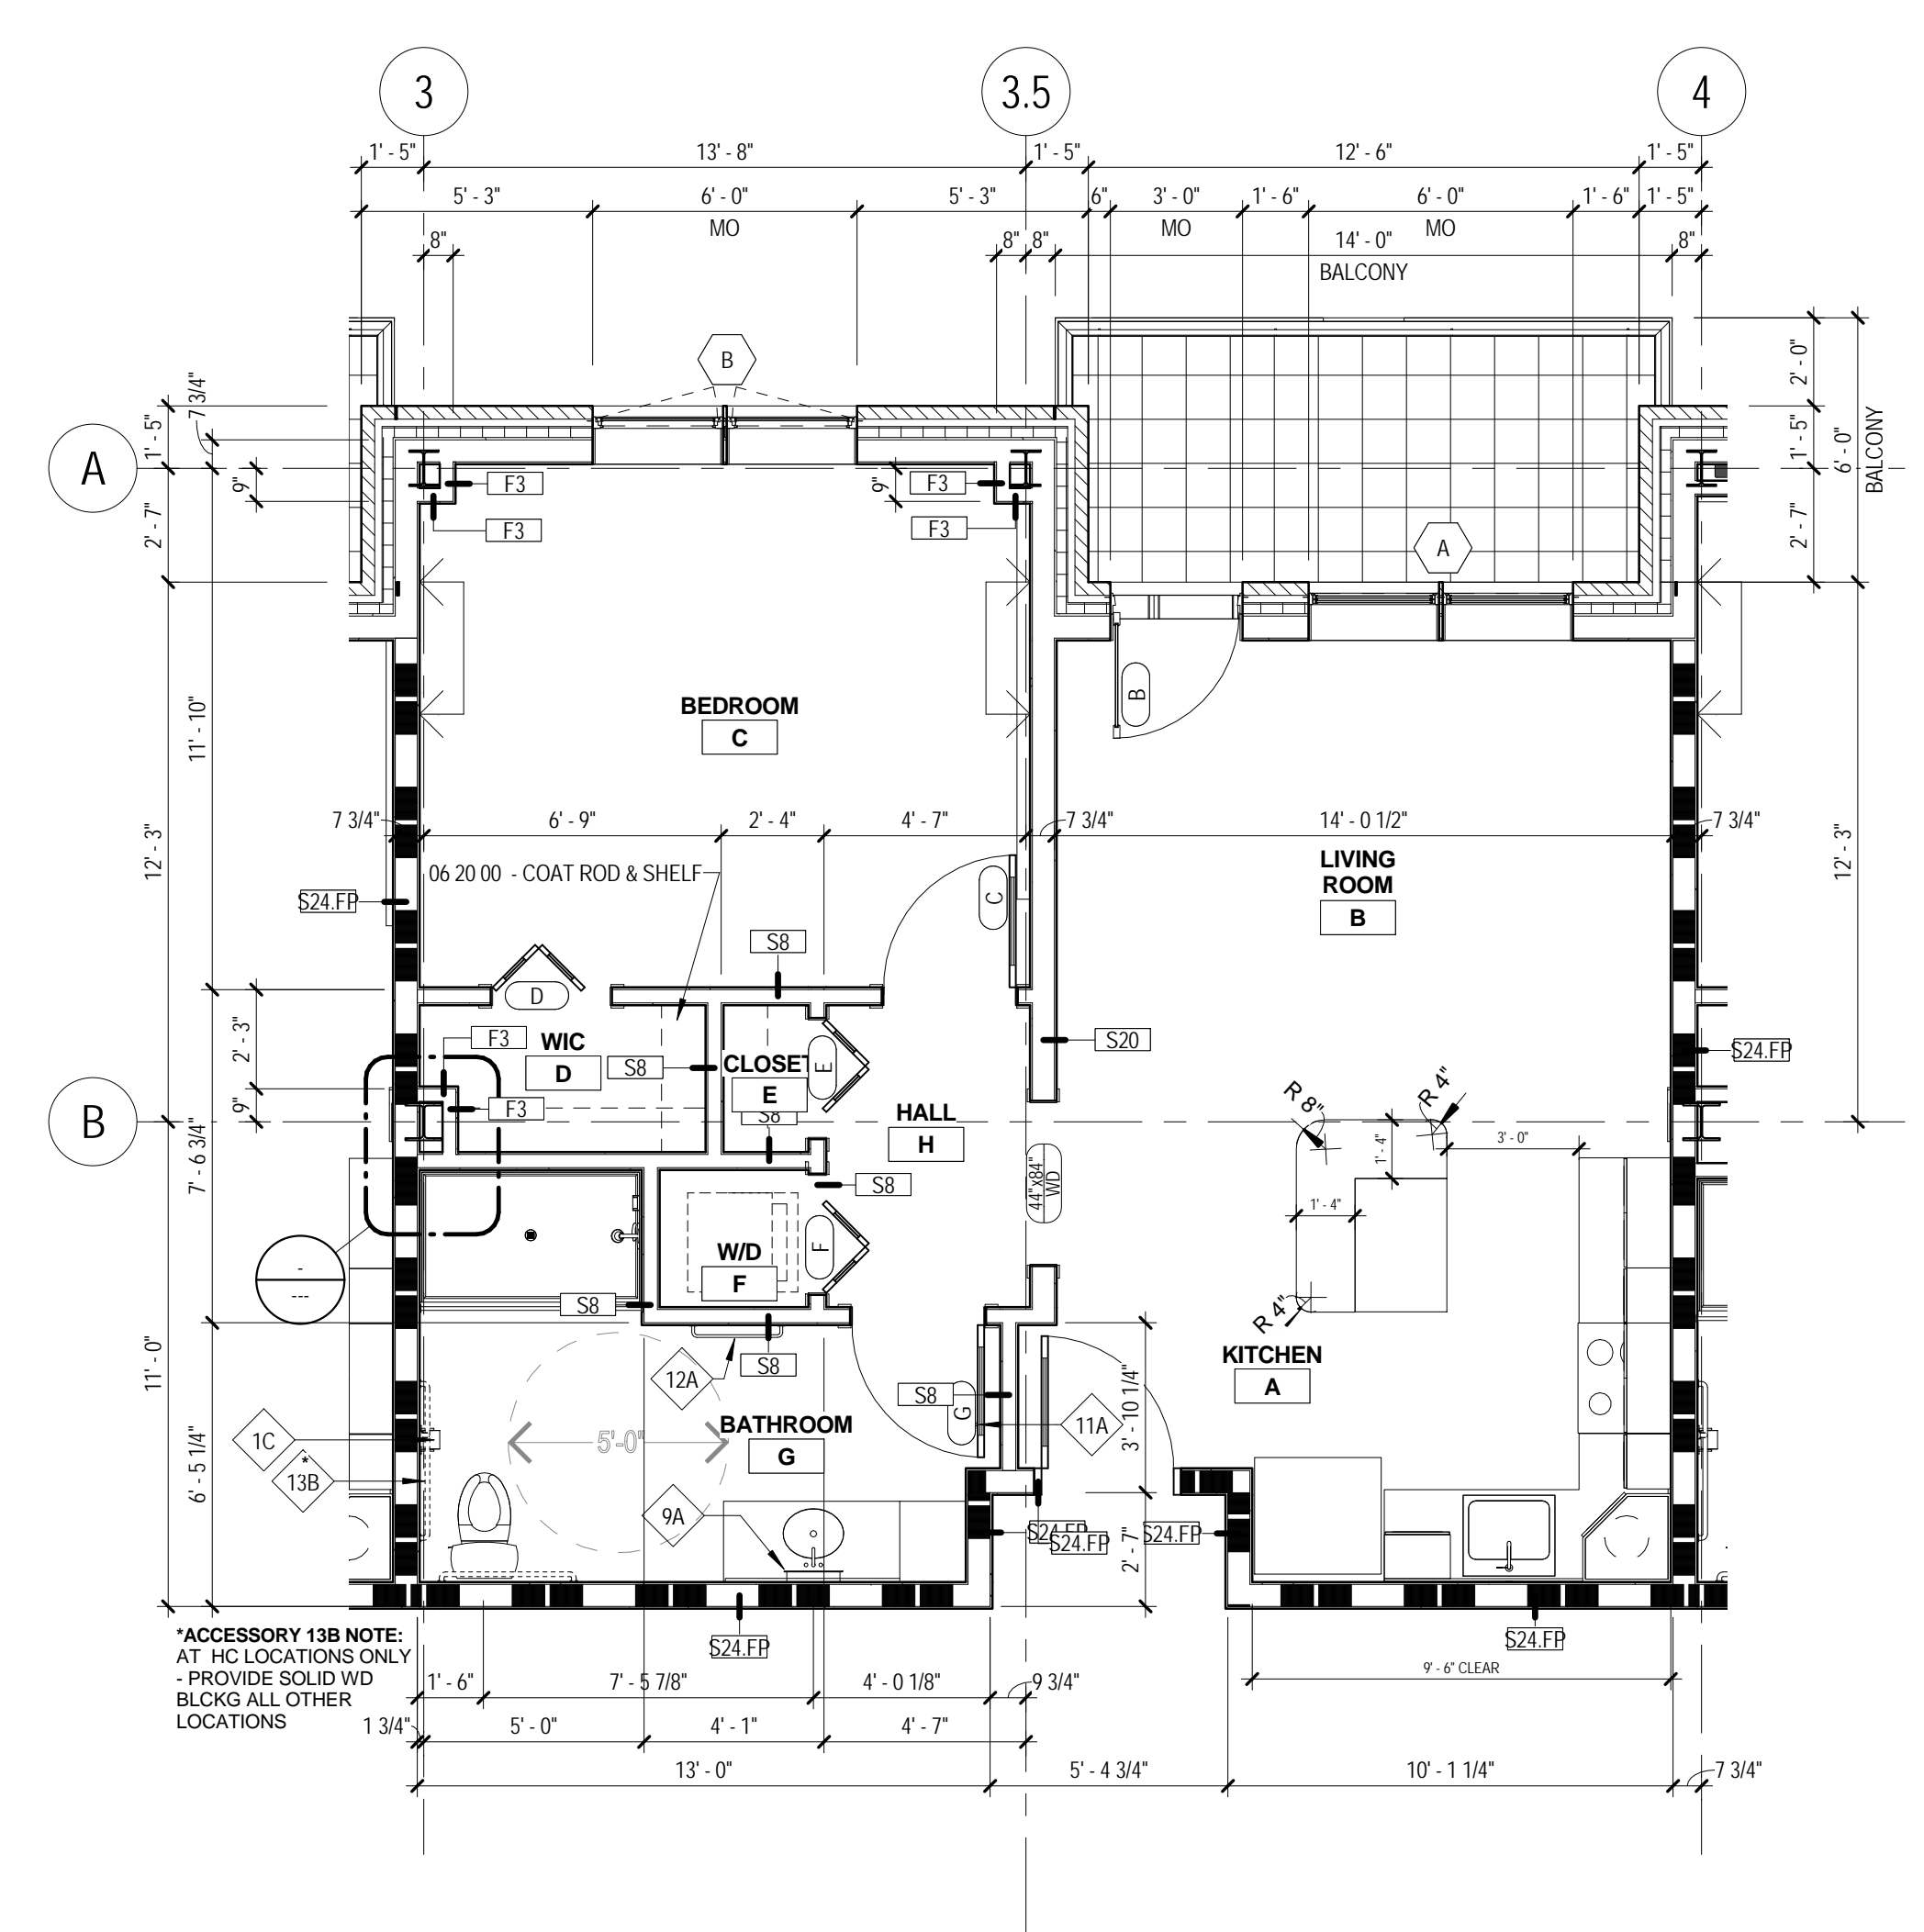 3
3.5
4
1' - 5"
13' - 8"
1' - 5"
12' - 6"
1' - 5"
5' - 3"
6' - 0"
MO
5' - 3"
6"
3' - 0"
MO
1' - 6"
6' - 0"
MO
1' - 6"
1' - 5"
8"
8"
8"
14' - 0"
BALCONY
8"
B
7 3/4"
1' - 5"
A
9"
2' - 7"
F3
F3
9"
F3
F3
A
2' - 0"
1' - 5"
6' - 0"
BALCONY
2' - 7"
B
BEDROOM
C
11' - 10"
12' - 3"
7 3/4"
6' - 9"
2' - 4"
4' - 7"
7 3/4"
14' - 0 1/2"
7 3/4"
12' - 3"
06 20 00 - COAT ROD & SHELF
LIVING
ROOM
B
C
S24.FP
S8
D
2' - 3"
9"
F3
WIC
D
S8
CLOSET
E
E
S8
F3
S20
S24.FP
B
HALL
H
R 8"
R 4"
1' - 4"
3' - 0"
7' - 6 3/4"
S8
44"x84"
WD
1' - 4"
W/D
F
F
-
---
S8
R 4"
11' - 0"
S8
12A
KITCHEN
A
S8
G
11A
3' - 10 1/4"
6' - 5 1/4"
1C
*
13B
5'-0"
BATHROOM
G
9A
S24.FP
S24.FP
S24.FP
2' - 7"
*ACCESSORY 13B NOTE:
AT HC LOCATIONS ONLY
- PROVIDE SOLID WD
BLCKG ALL OTHER
LOCATIONS
S24.FP
S24.FP
9' - 6" CLEAR
1' - 6"
7' - 5 7/8"
4' - 0 1/8"
9 3/4"
1 3/4"
5' - 0"
4' - 1"
4' - 7"
13' - 0"
5' - 4 3/4"
10' - 1 1/4"
7 3/4"